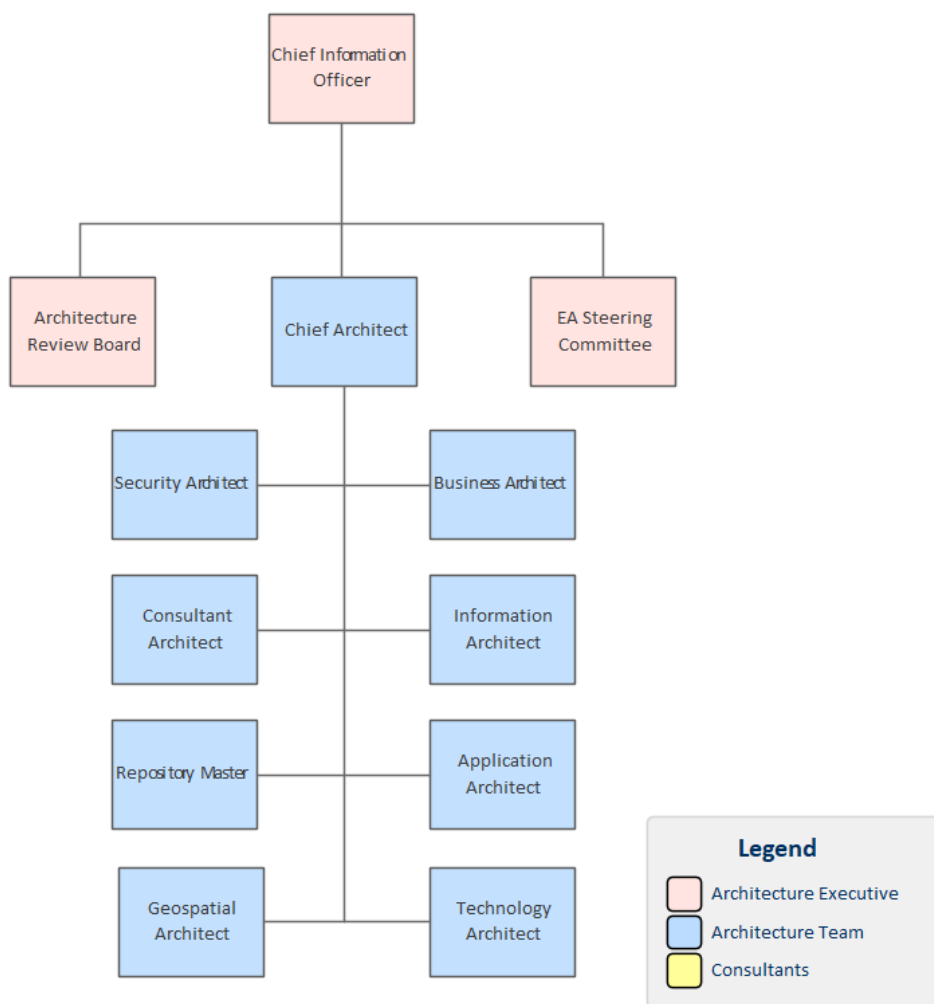 Chief Information
Officer
Architecture
Review Board
Chief Architect
EA Steering
Committee
Security Architect
Business Architect
Consultant
Architect
Information
Architect
Repository Master
Application
Architect
Geospatial
Architect
Technology
Architect
Legend
Architecture Executive
Architecture Team
Consultants